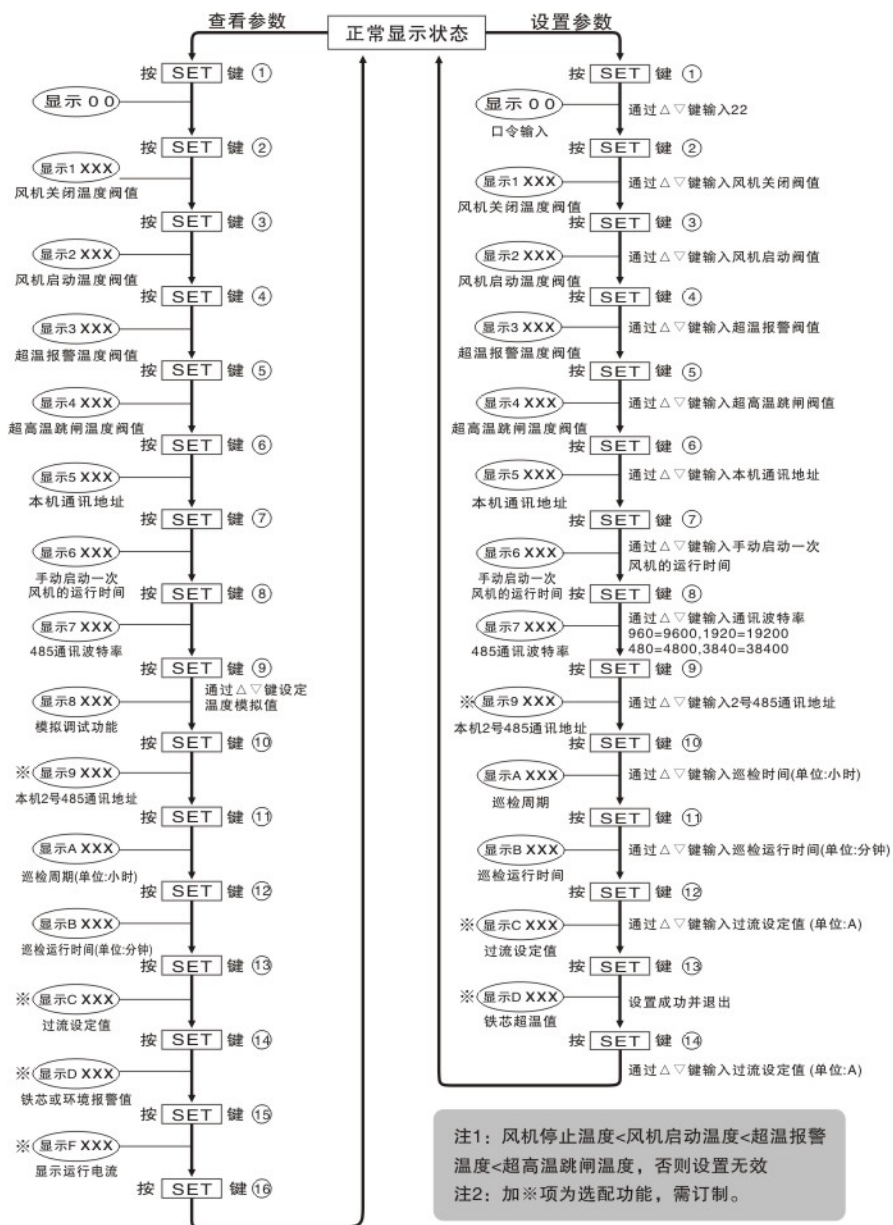 正常显示状态
查看参数
按 SET 键 ①
显示 0 0
按 SET 键 ②
显示1 XXX
风机关闭温度阀值
按 SET 键 ③
显示2 XXX
风机启动温度阀值
按 SET 键 ④
显示3 XXX
超温报警温度阀值
按 SET 键 ⑤
显示4 XXX
超高温跳闸温度阀值
按 SET 键 ⑥
显示5 XXX
本机通讯地址
按 SET 键 ⑦
显示6 XXX
手动启动一次
风机的运行时间
按 SET 键 ⑧
显示7 XXX
485通讯波特率
按 SET 键 ⑨
通过△▽键设定
温度模拟值
显示8 XXX
模拟调试功能
按 SET 键 ⑩
※ 显示9 XXX
本机2号485通讯地址
按 SET 键 ⑪
显示A XXX
巡检周期(单位:小时)
按 SET 键 ⑫
显示B XXX
巡检运行时间(单位:分钟)
按 SET 键 ⑬
※ 显示C XXX
过流设定值
按 SET 键 ⑭
※ 显示D XXX
铁芯或环境报警值
按 SET 键 ⑮
※ 显示F XXX
显示运行电流
按 SET 键 ⑯
设置参数
按 SET 键 ①
显示 0 0
口令输入
通过△▽键输入22
按 SET 键 ②
显示1 XXX
风机关闭温度阀值
通过△▽键输入风机关闭阀值
按 SET 键 ③
显示2 XXX
风机启动温度阀值
通过△▽键输入风机启动阀值
按 SET 键 ④
显示3 XXX
超温报警温度阀值
通过△▽键输入超温报警阀值
按 SET 键 ⑤
显示4 XXX
超高温跳闸温度阀值
通过△▽键输入超高温跳闸阀值
按 SET 键 ⑥
显示5 XXX
本机通讯地址
通过△▽键输入本机通讯地址
按 SET 键 ⑦
显示6 XXX
手动启动一次
风机的运行时间
通过△▽键输入手动启动一次
风机的运行时间
按 SET 键 ⑧
显示7 XXX
485通讯波特率
通过△▽键输入通讯波特率
960=9600,1920=19200
480=4800,3840=38400
按 SET 键 ⑨
※ 显示9 XXX
本机2号485通讯地址
通过△▽键输入2号485通讯地址
按 SET 键 ⑩
显示A XXX
巡检周期
通过△▽键输入巡检时间(单位:小时)
按 SET 键 ⑪
显示B XXX
巡检运行时间
通过△▽键输入巡检运行时间(单位:分钟)
按 SET 键 ⑫
※ 显示C XXX
过流设定值
通过△▽键输入过流设定值 (单位:A)
按 SET 键 ⑬
※ 显示D XXX
铁芯超温值
设置成功并退出
按 SET 键 ⑭
通过△▽键输入过流设定值 (单位:A)
注1：风机停止温度<风机启动温度<超温报警
温度<超高温跳闸温度，否则设置无效
注2：加※项为选配功能，需订制。